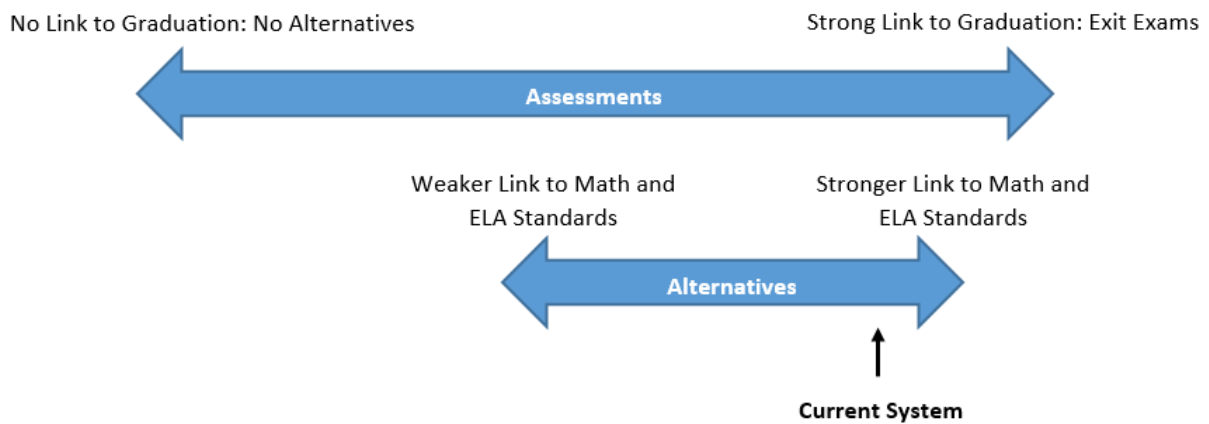 No Link to Graduation: No Alternatives
Strong Link to Graduation: Exit Exams
Assessments
Weaker Link to Math and
ELA Standards
Stronger Link to Math and
ELA Standards
Alternatives
Current System